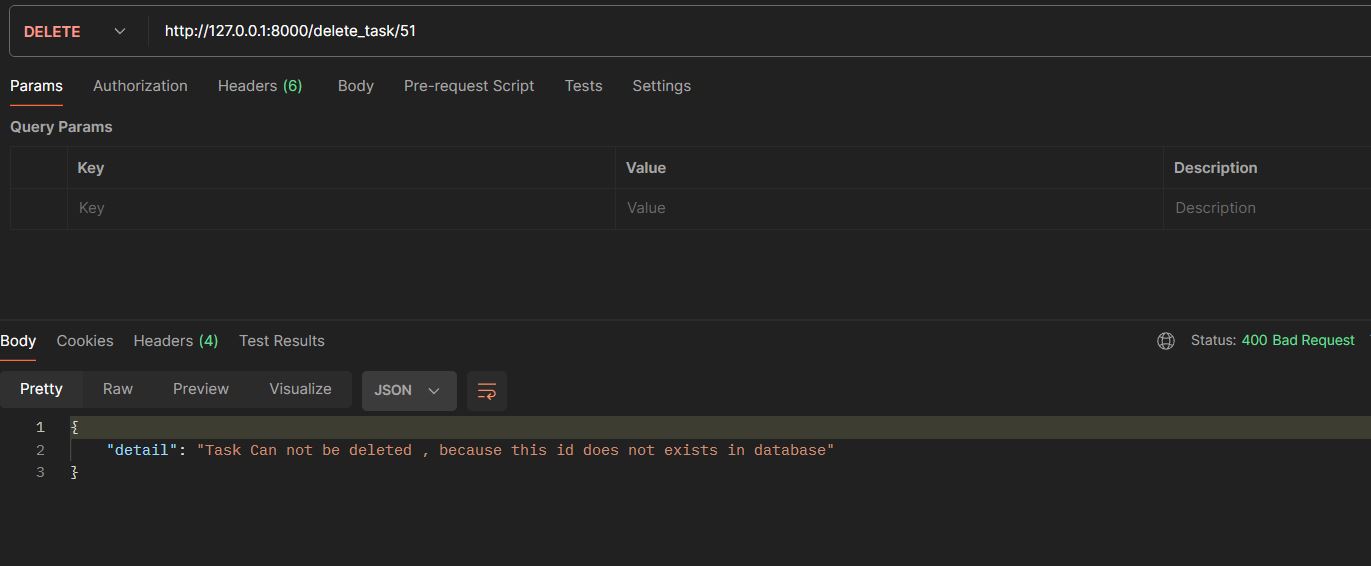 DELETE http://127.0.0.1:8000/delete_task/51
Params Authorization Headers (6) Body Pre-request Script Tests Settings
Query Params
Key Value Description
Key Value Description
Body Cookies Headers (4) Test Results Status: 400 Bad Request
Pretty Raw Preview Visualize JSON
1 {
2 "detail": "Task Can not be deleted , because this id does not exists in database"
3 }